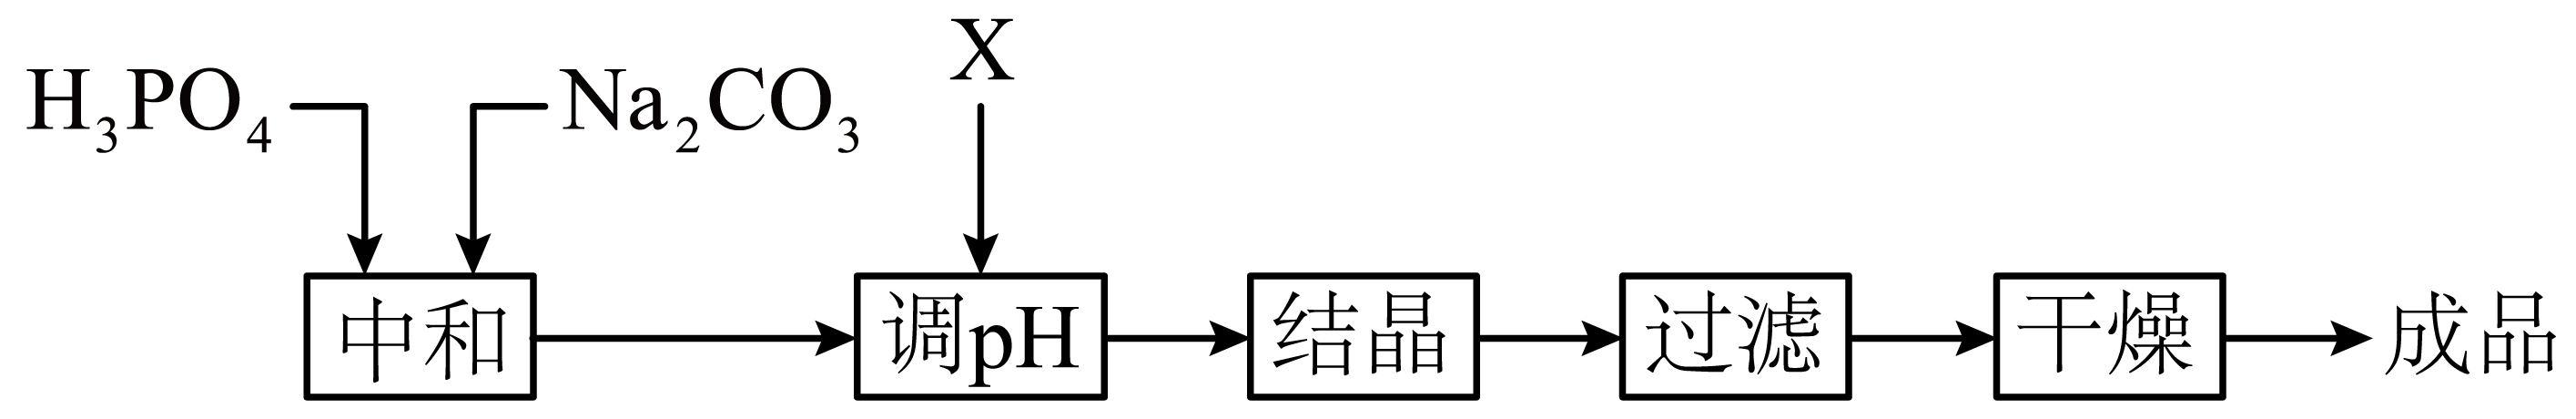 X
H₃PO₄ Na₂CO₃
中和 调pH 结晶 过滤 干燥 成品